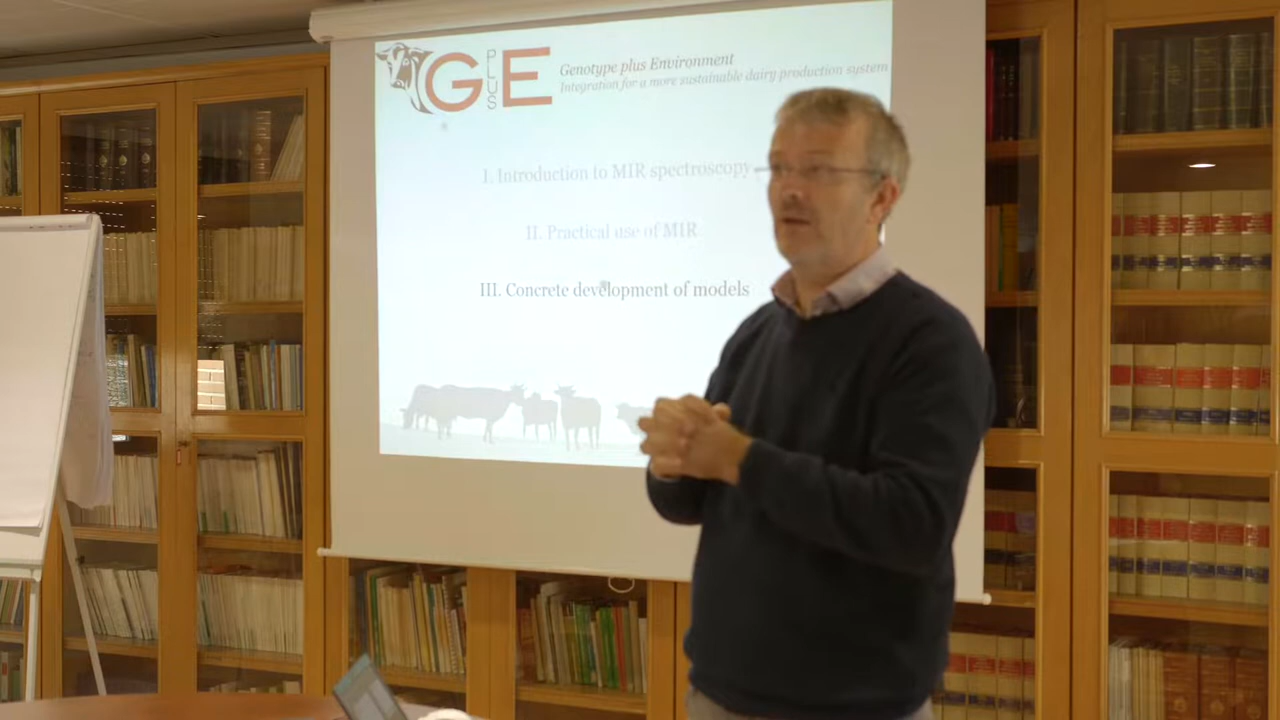 G PLUS E
Genotype plus Environment
Integration for a more sustainable dairy production system
I. Introduction to MIR spectroscopy
II. Practical use of MIR
III. Concrete development of models